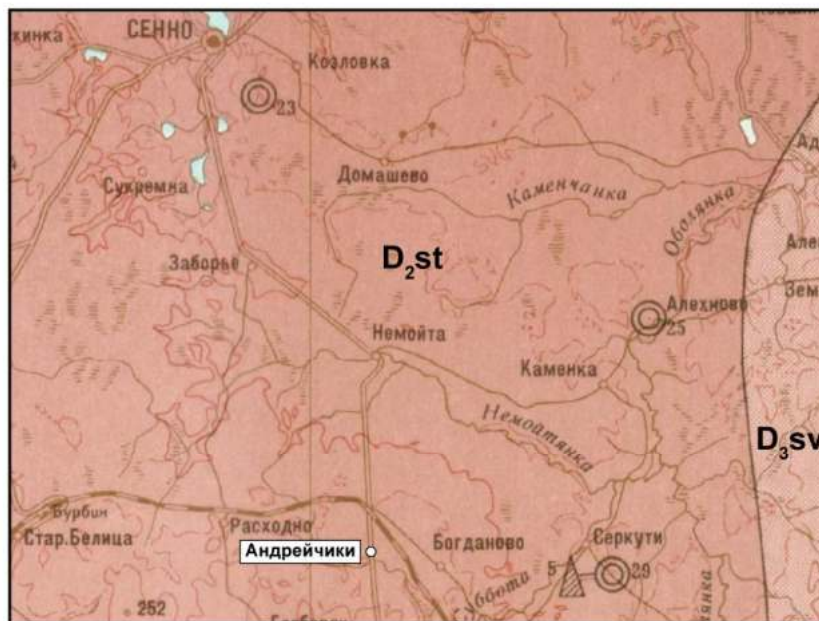 СЕННО
Козловка
23
Домашево
Каменчанка
Сукремна
Оболянка
D₂st
Заборье
Алехново
25
Немойта
Каменка
Немойтянка
D₃sv
Бурбин
Стар.Белица
Расходно
Андрейчики
Богданово
Серкути
5
29
252